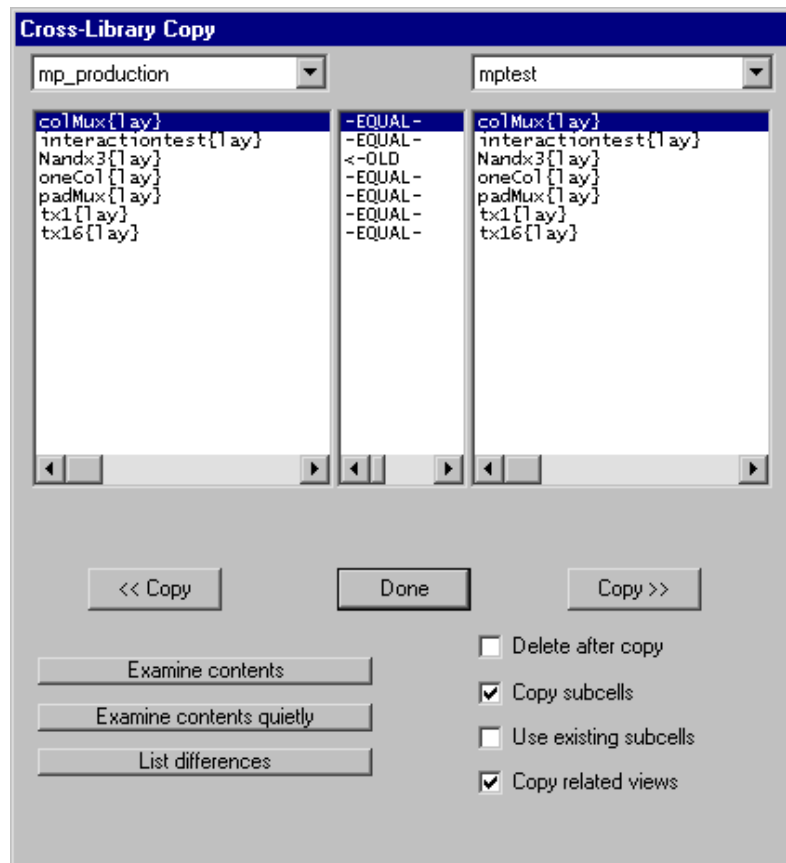 Cross-Library Copy
mp_production
mptest
colMux{lay} -EQUAL- colMux{lay}
interactiontest{lay} -EQUAL- interactiontest{lay}
Nandx3{lay} <-OLD Nandx3{lay}
oneCol{lay} -EQUAL- oneCol{lay}
padMux{lay} -EQUAL- padMux{lay}
tx1{lay} -EQUAL- tx1{lay}
tx16{lay} -EQUAL- tx16{lay}
<< Copy Done Copy >>
Examine contents
Examine contents quietly
List differences
Delete after copy
Copy subcells
Use existing subcells
Copy related views